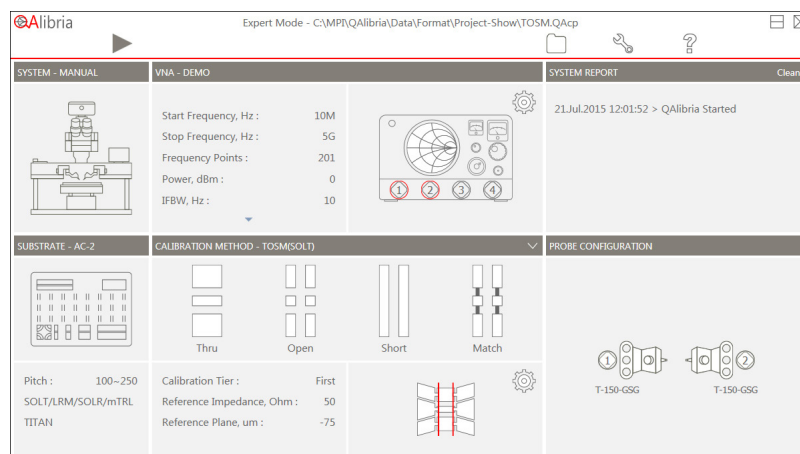 QAlibria
Expert Mode - C:\MPI\QAlibria\Data\Format\Project-Show\TOSM.QAcp
SYSTEM - MANUAL
VNA - DEMO
Start Frequency, Hz : 10M
Stop Frequency, Hz : 5G
Frequency Points : 201
Power, dBm : 0
IFBW, Hz : 10
1 2 3 4
SYSTEM REPORT
Clean
21.Jul.2015 12:01:52 > QAlibria Started
SUBSTRATE - AC-2
Pitch : 100~250
SOLT/LRM/SOLR/mTRL
TITAN
CALIBRATION METHOD - TOSM(SOLT)
Thru Open Short Match
Calibration Tier : First
Reference Impedance, Ohm : 50
Reference Plane, um : -75
PROBE CONFIGURATION
1 2
T-150-GSG T-150-GSG